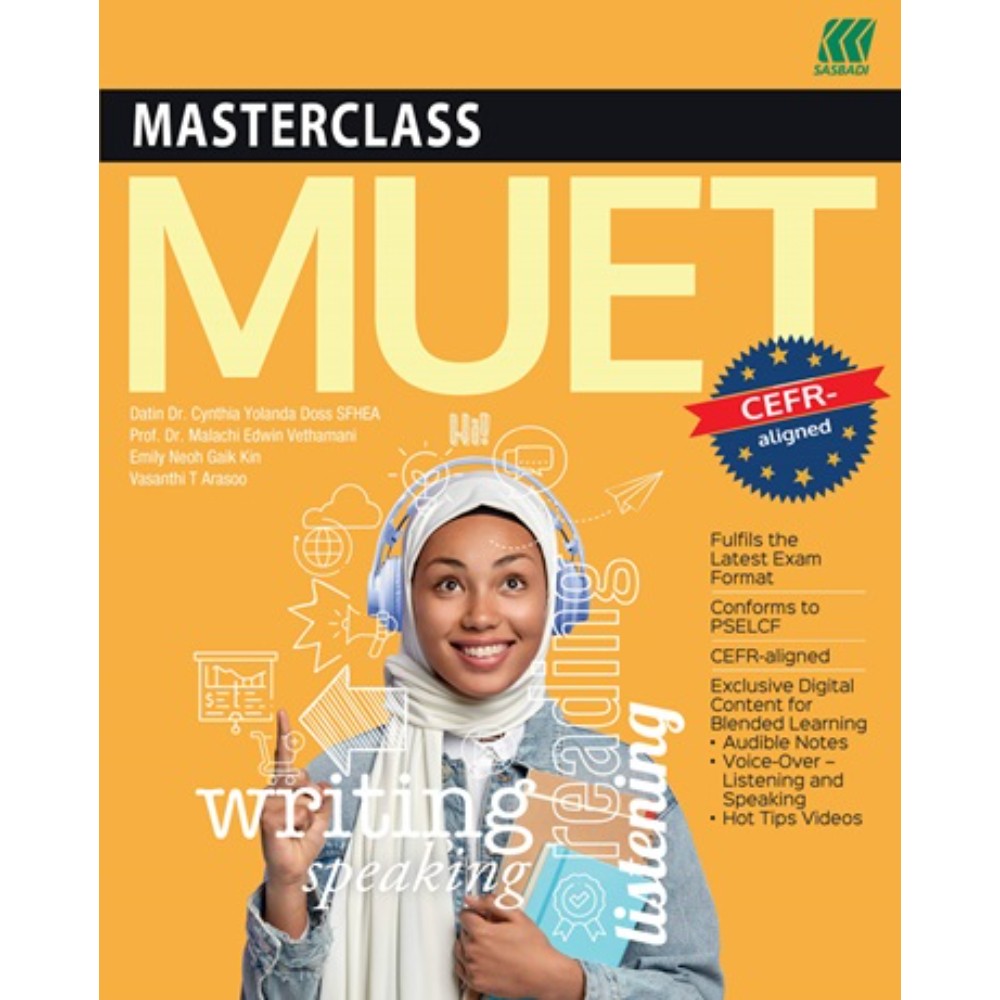 SASBADI
MASTERCLASS
MUET
Datin Dr. Cynthia Yolanda Doss SFHEA
Prof. Dr. Malachi Edwin Vethamani
Emily Neoh Gaik Kin
Vasanthi T Arasoo
CEFR-
aligned
Hi!
Fulfils the
Latest Exam
Format
Conforms to
PSELCF
CEFR-aligned
Exclusive Digital
Content for
Blended Learning
• Audible Notes
• Voice-Over –
Listening and
Speaking
• Hot Tips Videos
reading
writing
speaking
listening